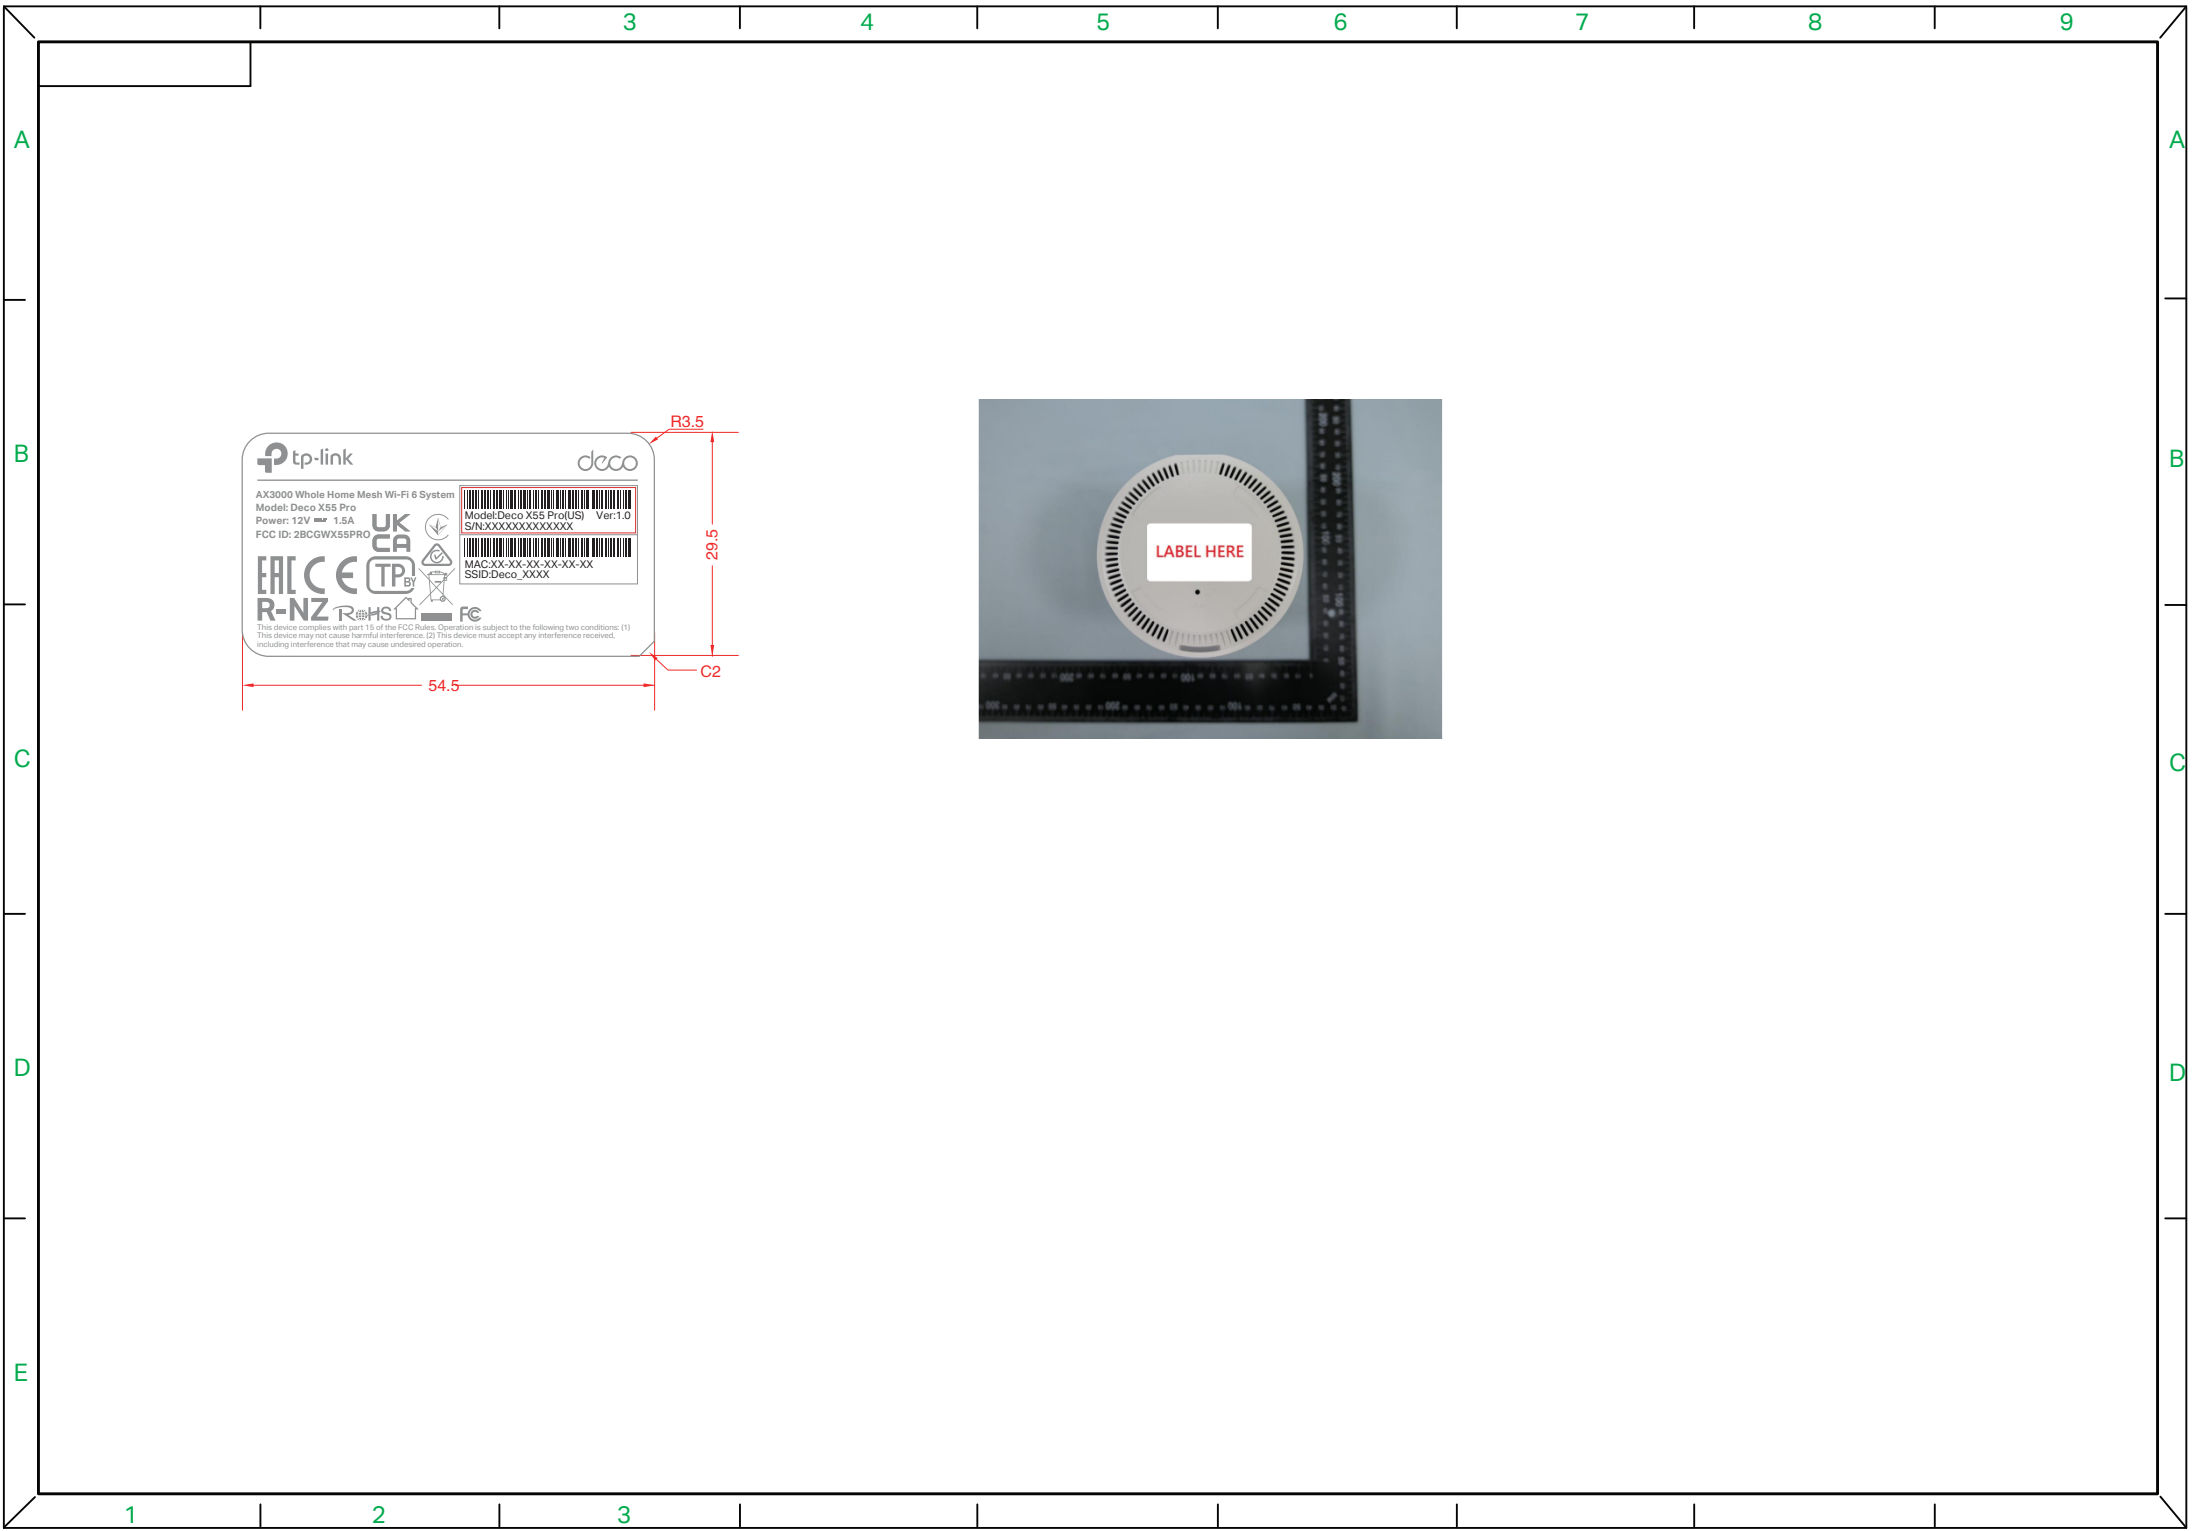 3 4 5 6 7 8 9
A A
B B
R3.5
tp-link deco
AX3000 Whole Home Mesh Wi-Fi 6 System
Model: Deco X55 Pro
Power: 12V 1.5A
FCC ID: 2BCGWX55PRO
UK
CA
Model:Deco X55 Pro(US) Ver:1.0
S/N:XXXXXXXXXXXXX
MAC:XX-XX-XX-XX-XX-XX
SSID:Deco_XXXX
EAC CE TP BY
R-NZ RoHS FC
This device complies with part 15 of the FCC Rules. Operation is subject to the following two conditions: (1)
This device may not cause harmful interference. (2) This device must accept any interference received,
including interference that may cause undesired operation.
29.5
C2
54.5
LABEL HERE
C C
D D
E
1 2 3